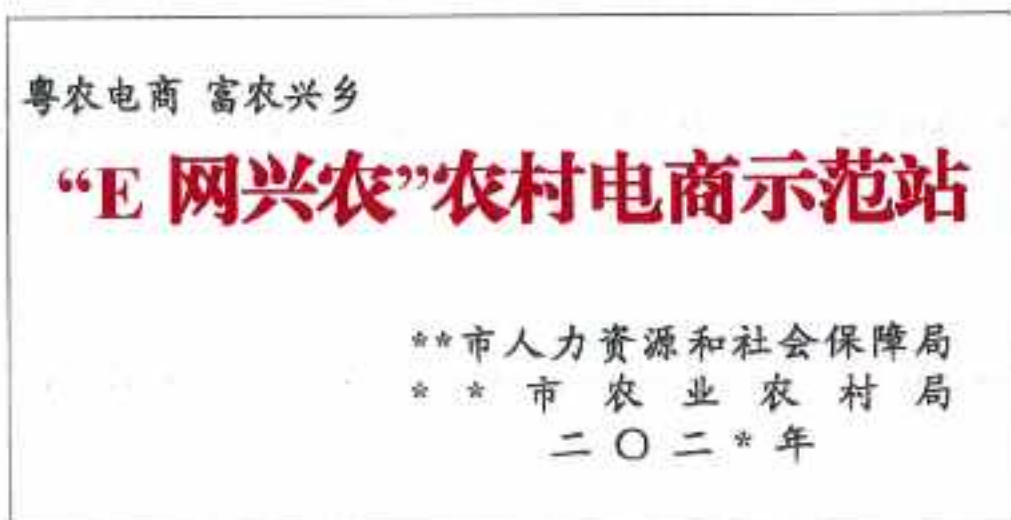 粤农电商 富农兴乡
“E 网兴农”农村电商示范站
**市人力资源和社会保障局
* * 市 农 业 农 村 局
二 〇 二 * 年